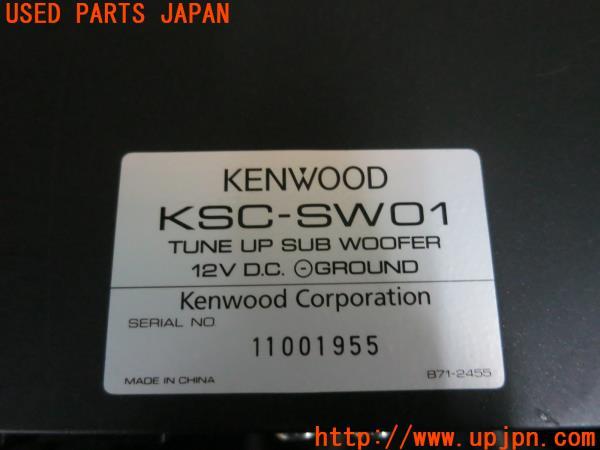 USED PARTS JAPAN
KENWOOD
KSC-SW01
TUNE UP SUB WOOFER
12V D.C. ⊖GROUND
Kenwood Corporation
SERIAL NO
11001955
MADE IN CHINA
B71-2455
http://www.upjpn.com